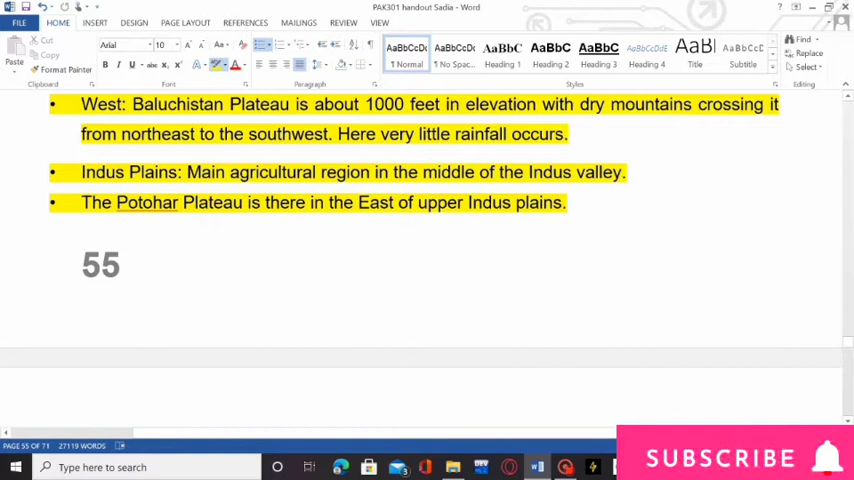 PAK301 handout Sadia - Word
FILE HOME INSERT DESIGN PAGE LAYOUT REFERENCES MAILINGS REVIEW VIEW
Cut
Copy
Format Painter
Paste
Arial 10
Clipboard Font Paragraph Styles
AaBbCcDc AaBbCcDc AaBbC AaBbCc AaBbCc AaBbCcDdE AaBl AaBbCcD
¶ Normal ¶ No Spac... Heading 1 Heading 2 Heading 3 Heading 4 Title Subtitle
Find
Replace
Select
• West: Baluchistan Plateau is about 1000 feet in elevation with dry mountains crossing it
from northeast to the southwest. Here very little rainfall occurs.
• Indus Plains: Main agricultural region in the middle of the Indus valley.
• The Potohar Plateau is there in the East of upper Indus plains.
55
PAGE 55 OF 71 27119 WORDS
Type here to search
SUBSCRIBE